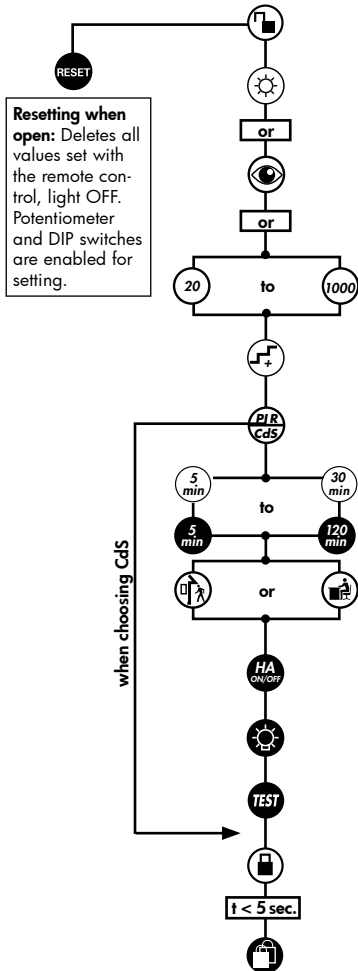 RESET
Resetting when
open: Deletes all
values set with
the remote con-
trol, light OFF.
Potentiometer
and DIP switches
are enabled for
setting.
or
or
20
to
1000
+
PIR
CdS
5
min
30
min
to
5
min
120
min
or
when choosing CdS
HA
ON/OFF
TEST
t < 5 sec.